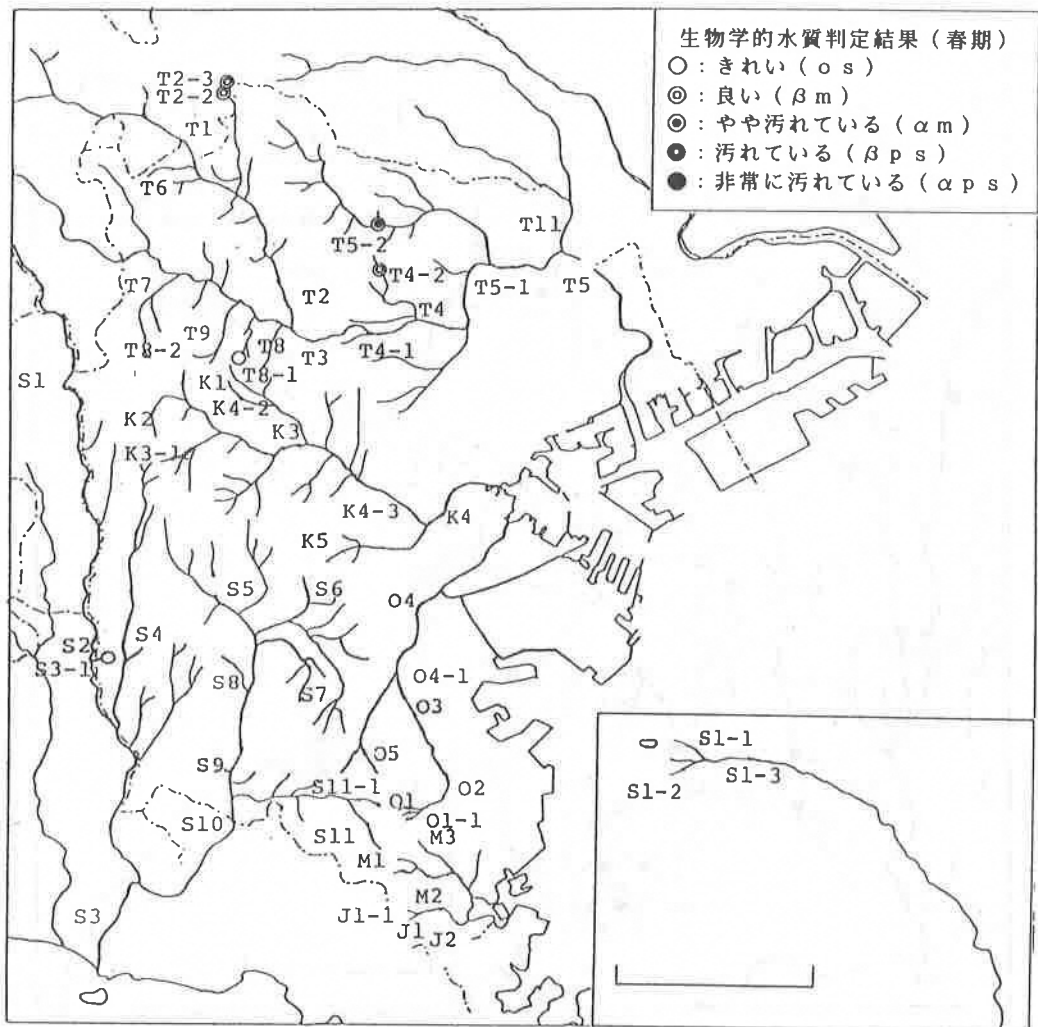 生物学的水質判定結果(春期)
○:きれい(os)
◎:良い(βm)
◉:やや汚れている(αm)
:汚れている(βps)
●:非常に汚れている(αps)
T2-3
T2-2
T1
T6
T11
T5-2
T4-2
T5-1
T5
T7
T2
T4
T9
T8
T8-2
T3
T4-1
S1
T8-1
K1
K4-2
K2
K3
K3-1
K4-3
K4
K5
S5
S6
O4
S4
S2
S3-1
S8
S7
O4-1
O3
S9
O5
S11-1
O1
O2
O1-1
S10
S11
M3
M1
M2
J1-1
J1
J2
S3
S1-1
S1-3
S1-2